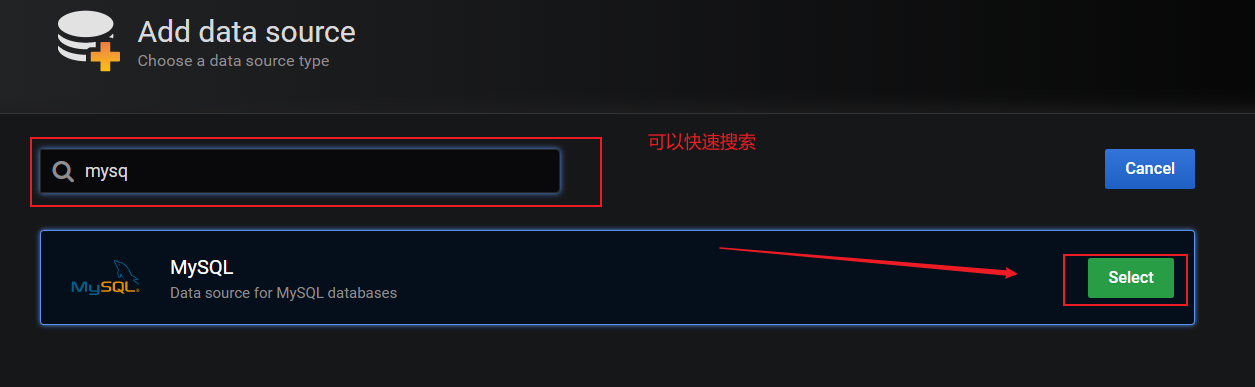 Add data source
Choose a data source type
可以快速搜索
mysq
Cancel
MySQL
MySQL
Data source for MySQL databases
Select